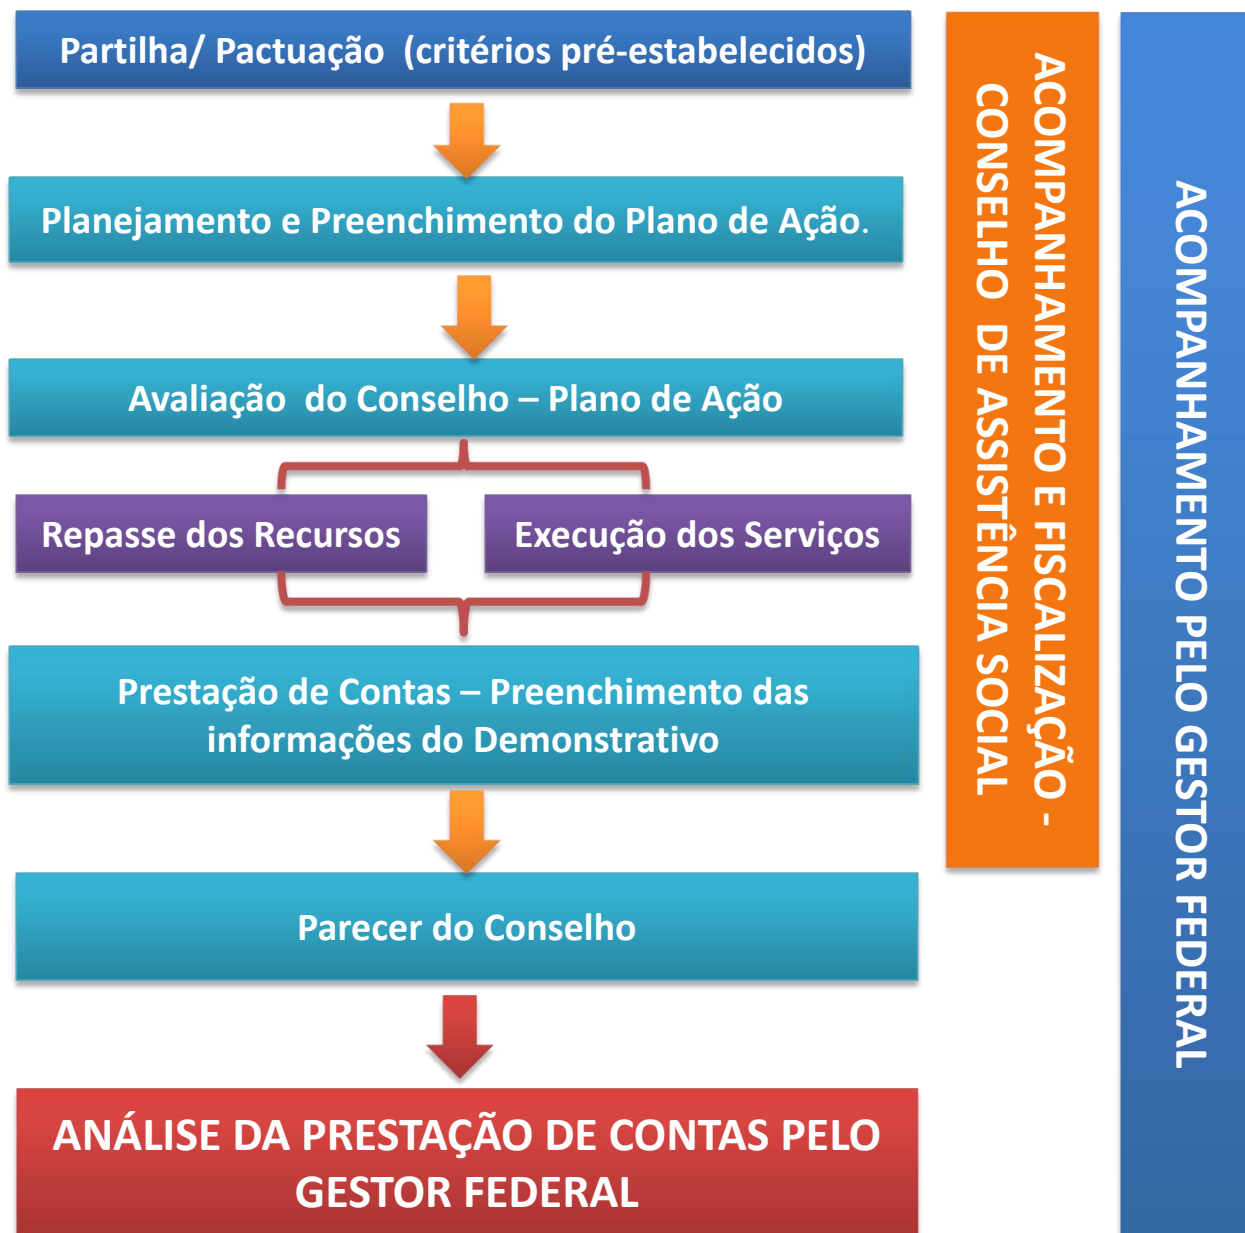 Partilha/ Pactuação  (critérios pré-estabelecidos)
Planejamento e Preenchimento do Plano de Ação.
Avaliação  do Conselho – Plano de Ação
Repasse dos Recursos
Execução dos Serviços
Prestação de Contas – Preenchimento das
informações do Demonstrativo
Parecer do Conselho
ANÁLISE DA PRESTAÇÃO DE CONTAS PELO
GESTOR FEDERAL
ACOMPANHAMENTO E FISCALIZAÇÃO -
CONSELHO  DE ASSISTÊNCIA SOCIAL
ACOMPANHAMENTO PELO GESTOR FEDERAL